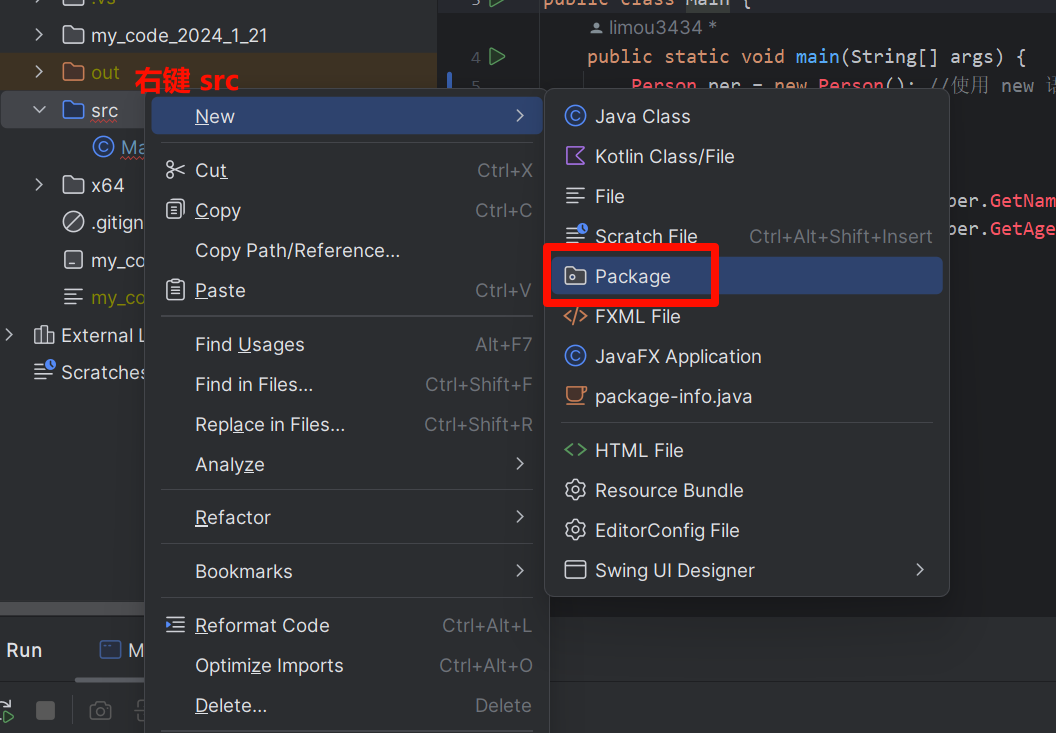 public class Main {
my_code_2024_1_21
limou3434 *
out
4
public static void main(String[] args) {
右键 src
5
Person per = new Person(); //使用 new
src
New
Java Class
Kotlin Class/File
Cut Ctrl+X
x64
File
per.GetNam
Copy Ctrl+C
.gitign
per.GetAge
Scratch File Ctrl+Alt+Shift+Insert
Copy Path/Reference...
my_co
Package
Paste Ctrl+V
my_co
FXML File
External L
Find Usages Alt+F7
JavaFX Application
Scratches
Find in Files... Ctrl+Shift+F
package-info.java
Replace in Files... Ctrl+Shift+R
HTML File
Analyze
Resource Bundle
Refactor
EditorConfig File
Bookmarks
Swing UI Designer
Reformat Code Ctrl+Alt+L
Run
M
Optimize Imports Ctrl+Alt+O
Delete... Delete